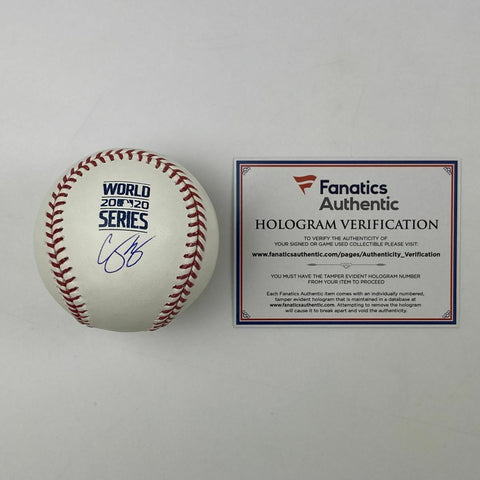 WORLD
2020
SERIES
Fanatics
Authentic
HOLOGRAM VERIFICATION
TO VERIFY THE AUTHENTICITY OF
YOUR SIGNED OR GAME USED COLLECTIBLE PLEASE VISIT:
www.fanaticsauthentic.com/pages/Authenticity_Verification
YOU MUST HAVE THE TAMPER EVIDENT HOLOGRAM NUMBER
FROM YOUR ITEM TO PROCEED
Each Fanatics Authentic item comes with an individually numbered,
tamper evident hologram that is maintained in a database at
www.fanaticsauthentic.com. Attempting to remove the hologram
will cause it to break apart and void the authenticity.